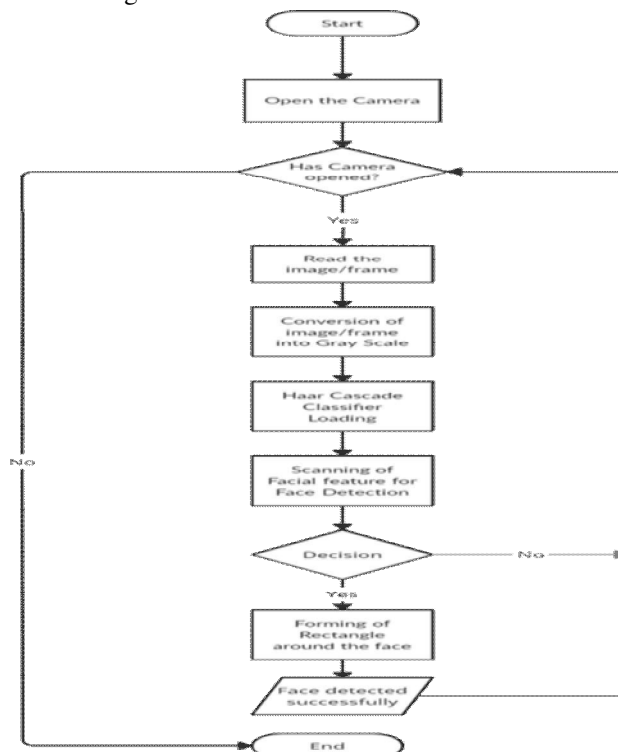 Start
Open the Camera
Has Camera
opened?
Yes
Read the
image/frame
Conversion of
image/frame
into Gray Scale
Haar Cascade
Classifier
Loading
No
Scanning of
Facial feature for
Face Detection
Decision
No
Yes
Forming of
Rectangle
around the face
Face detected
successfully
End